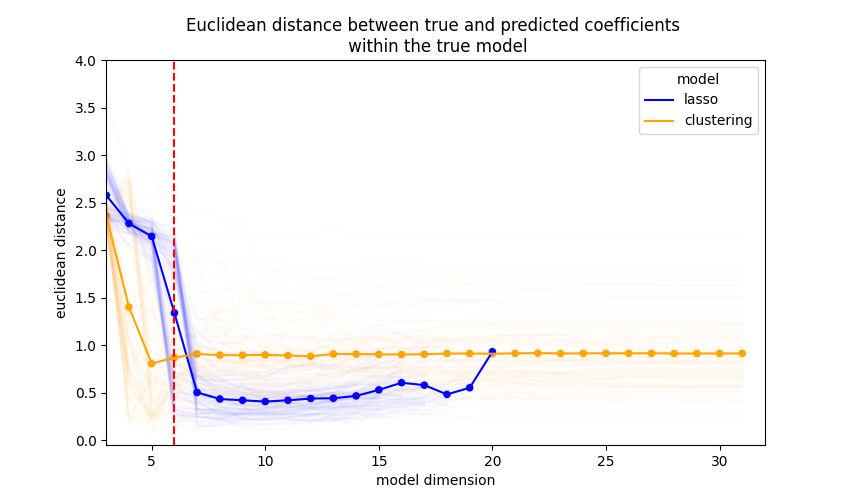 Euclidean distance between true and predicted coefficients
within the true model
4.0
3.5
3.0
2.5
2.0
1.5
1.0
0.5
0.0
euclidean distance
model
lasso
clustering
5 10 15 20 25 30
model dimension